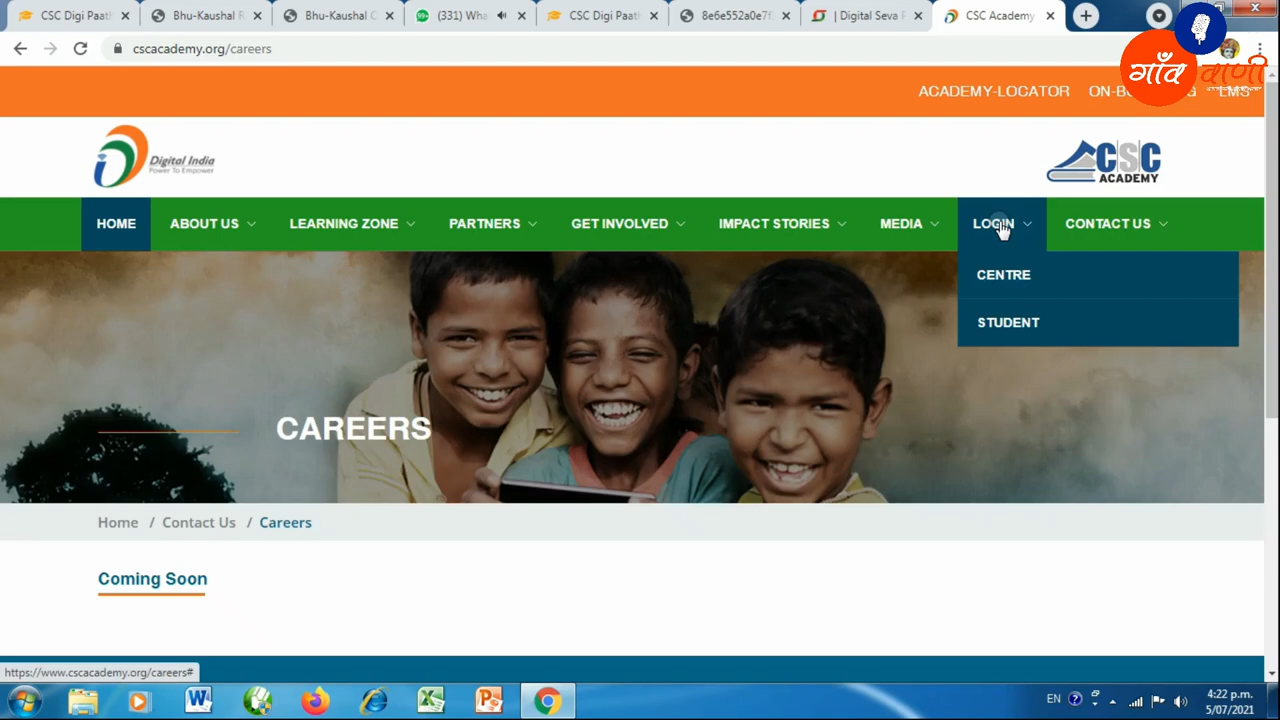 CSC Digi Paat
Bhu-Kaushal R
Bhu-Kaushal C
(331) Wha
CSC Digi Paat
8e6e552a0e7
| Digital Seva
CSC Academy
cscacademy.org/careers
गाँव वाणी
ACADEMY-LOCATOR
LMS
Digital India
Power To Empower
CSC
ACADEMY
HOME
ABOUT US
LEARNING ZONE
PARTNERS
GET INVOLVED
IMPACT STORIES
MEDIA
LOGIN
CONTACT US
CENTRE
STUDENT
CAREERS
Home / Contact Us / Careers
Coming Soon
https://www.cscacademy.org/careers#
EN
4:22 p.m.
5/07/2021